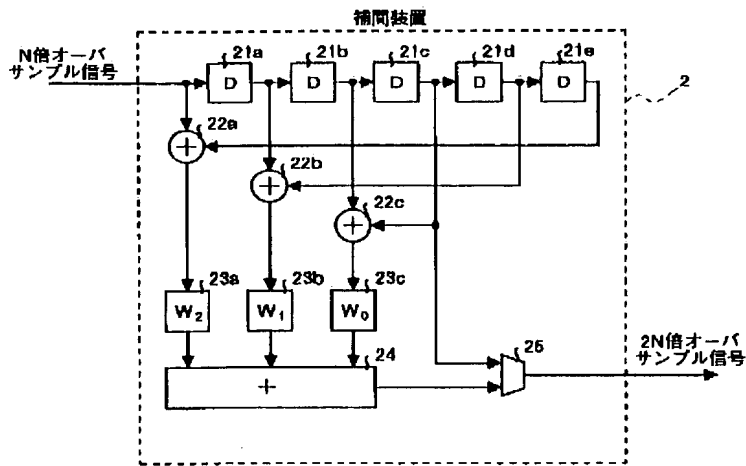 補間装置
N倍オーバ
サンプル信号
21a
21b
21c
21d
21e
D
D
D
D
D
2
22a
+
22b
+
22c
+
23a
23b
23c
W₂
W₁
W₀
24
+
25
2N倍オーバ
サンプル信号